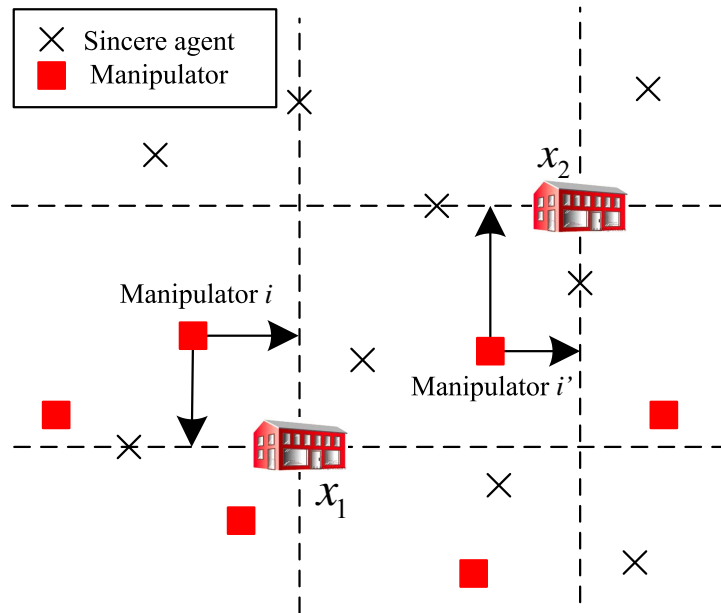 Sincere agent
Manipulator
x₂
Manipulator i
Manipulator i’
x₁